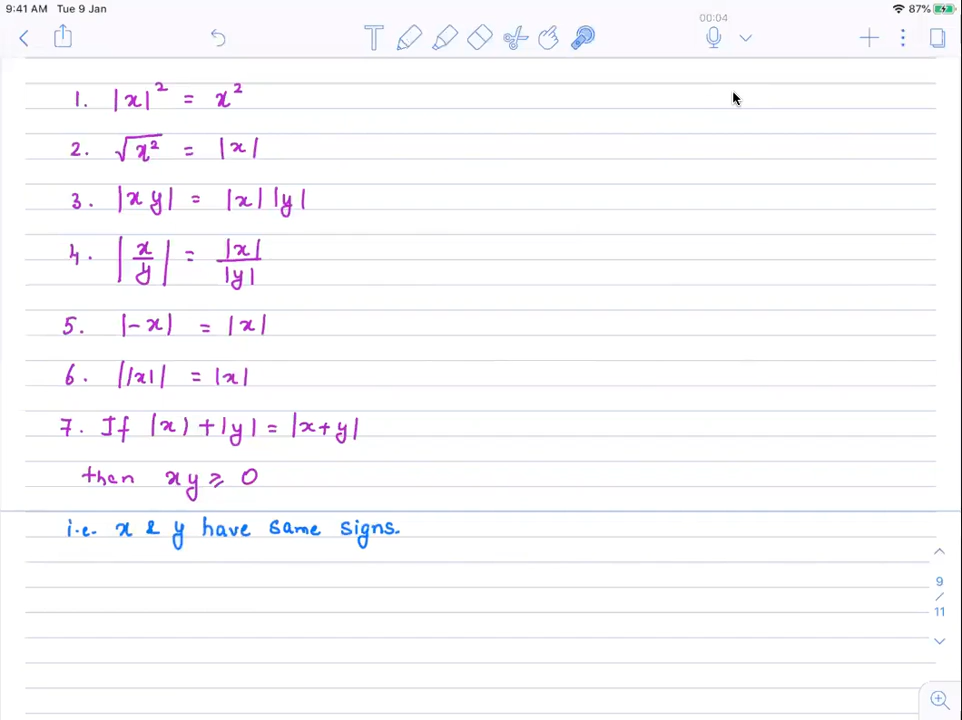 9:41 AM Tue 9 Jan 87%
00:04
T
1. |x|² = x²
2. √x² = |x|
3. |xy| = |x| |y|
4. |x/y| = |x|/|y|
5. |-x| = |x|
6. ||x|| = |x|
7. If |x| + |y| = |x+y|
then xy ≥ 0
i.e. x & y have same signs.
9
/
11